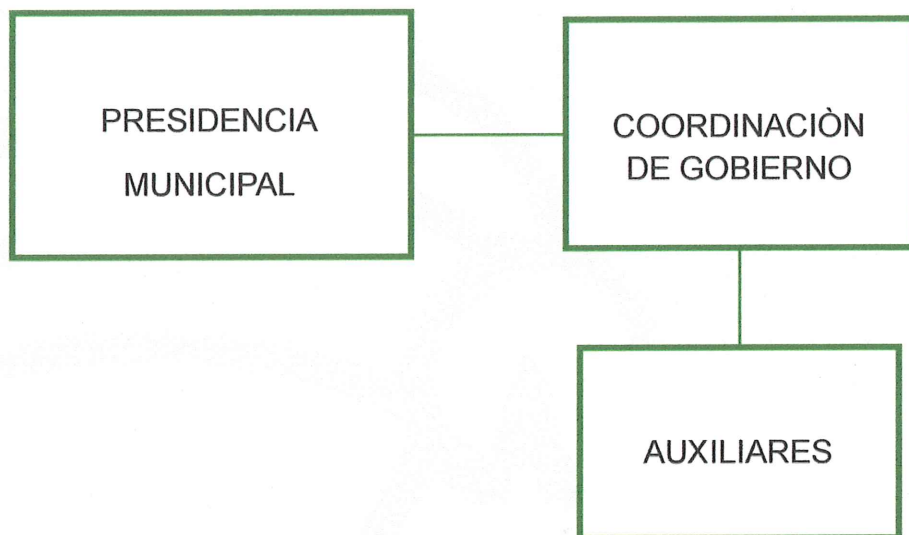 PRESIDENCIA
MUNICIPAL
COORDINACIÒN
DE GOBIERNO
AUXILIARES